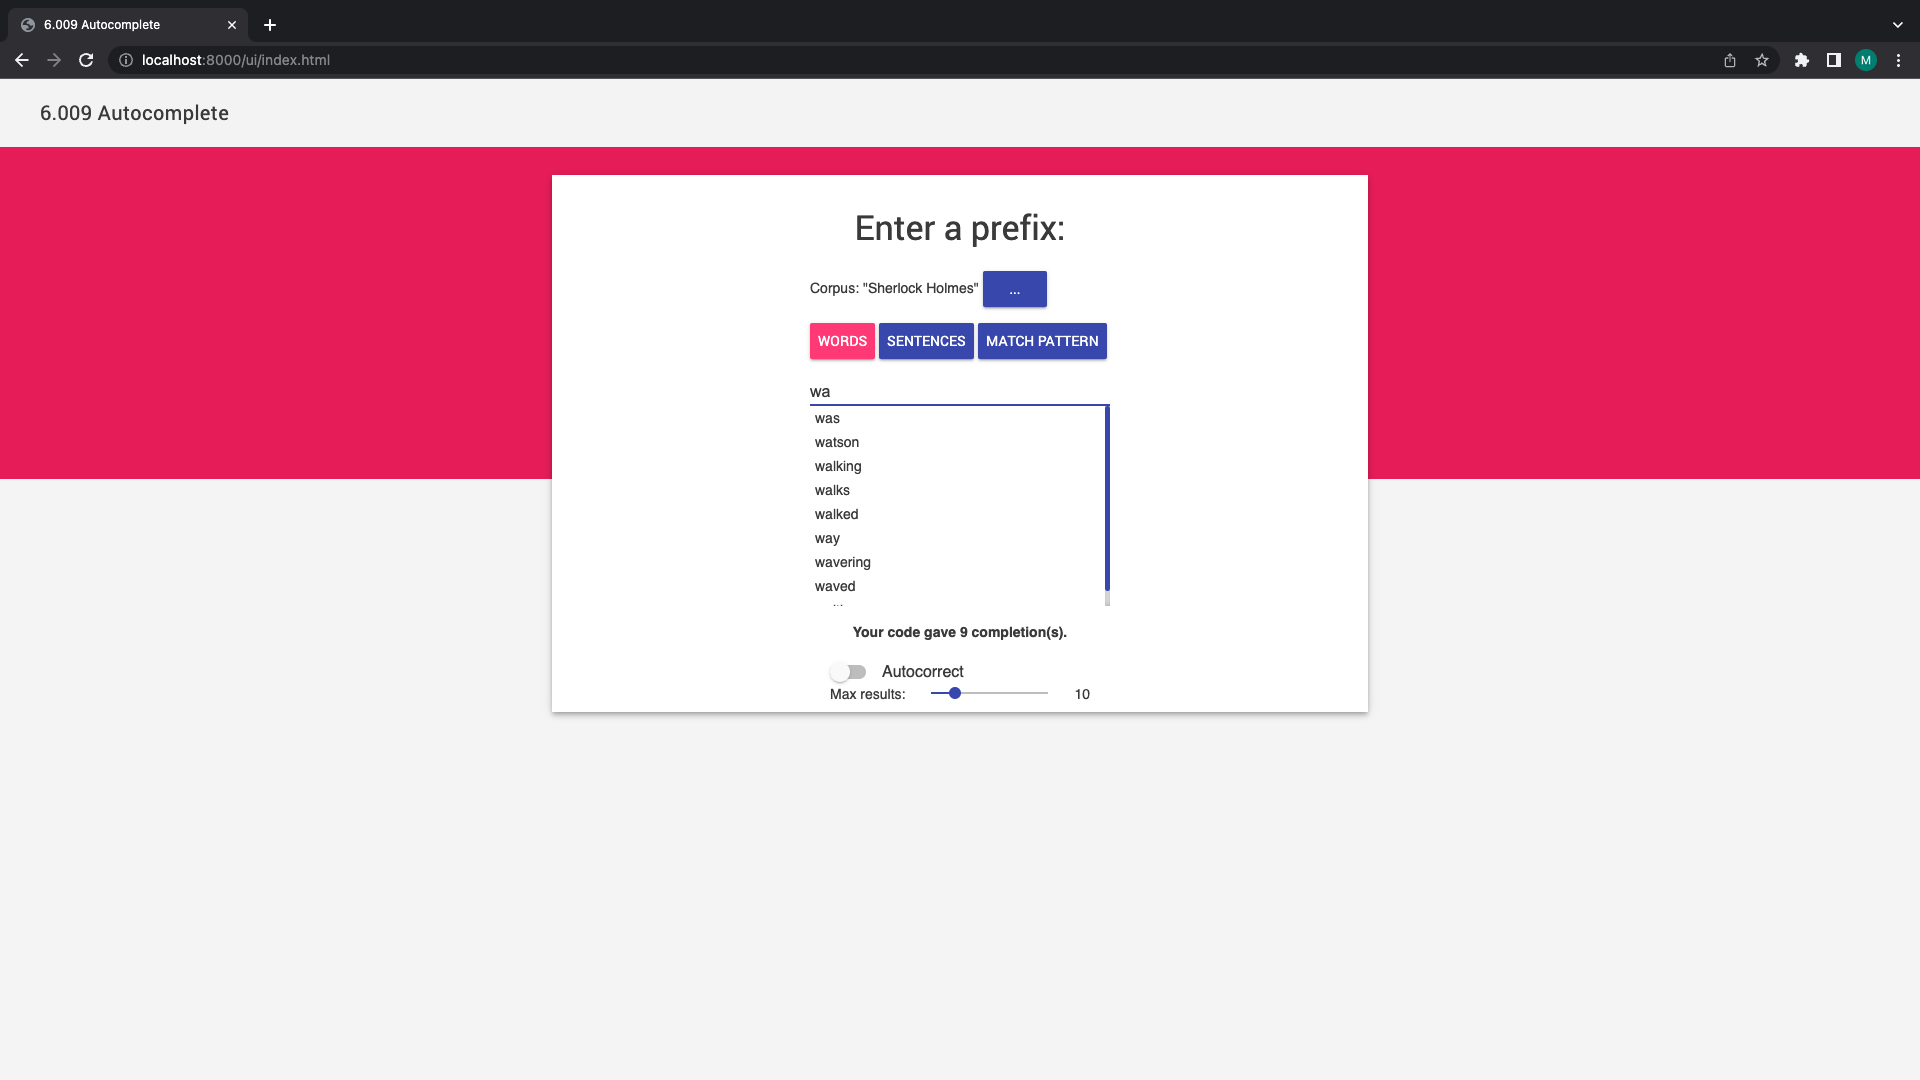 6.009 Autocomplete
localhost:8000/ui/index.html
M
6.009 Autocomplete
Enter a prefix:
Corpus: "Sherlock Holmes" ...
WORDS SENTENCES MATCH PATTERN
wa
was
watson
walking
walks
walked
way
wavering
waved
Your code gave 9 completion(s).
Autocorrect
Max results: 10